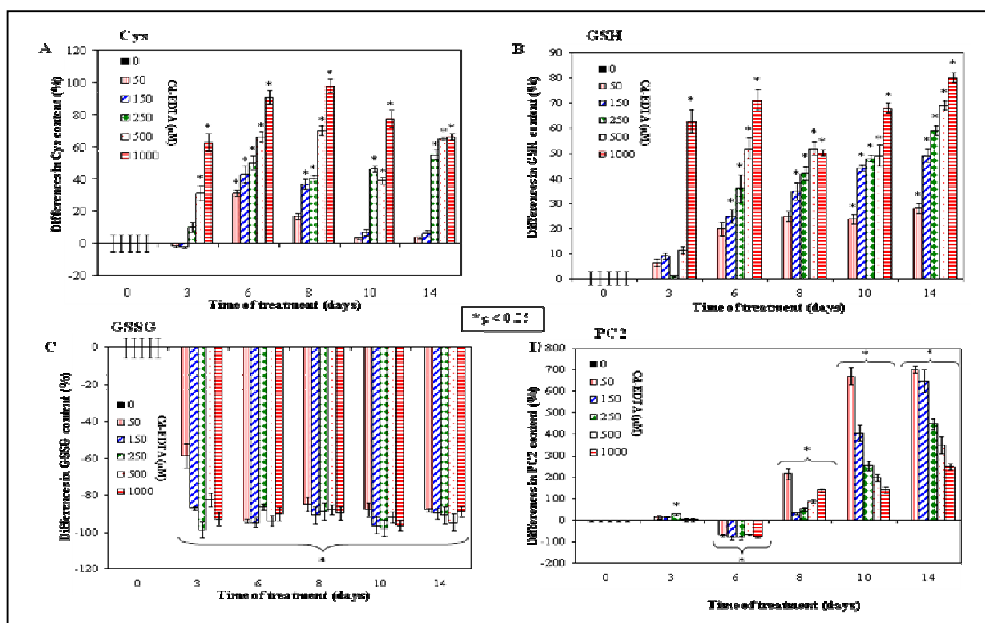 A
Cys
Differences in Cys content (%)
120
100
80
60
40
20
0
-20
0
50
150
250
500
1000
Cd-EDTA (µM)
* * * * * * * * * * * * * * * * * *
0 3 6 8 10 14
Time of treatment (days)
B
GSH
Differences in GSH content (%)
90
80
70
60
50
40
30
20
10
0
0
50
150
250
500
1000
Cd-EDTA (µM)
* * * * * * * * * * * * * * * * * * *
0 3 6 8 10 14
Time of treatment (days)
C
GSSG
Differences in GSSG content (%)
0
-20
-40
-60
-80
-100
-120
0
50
150
250
500
1000
Cd-EDTA (µM)
*
0 3 6 8 10 14
Time of treatment (days)
*p < 0.25
PC2
Differences in PC2 content (%)
800
700
600
500
400
300
200
100
0
-100
-200
0
50
150
250
500
1000
Cd-EDTA (µM)
* * * * *
0 3 6 8 10 14
Time of treatment (days)